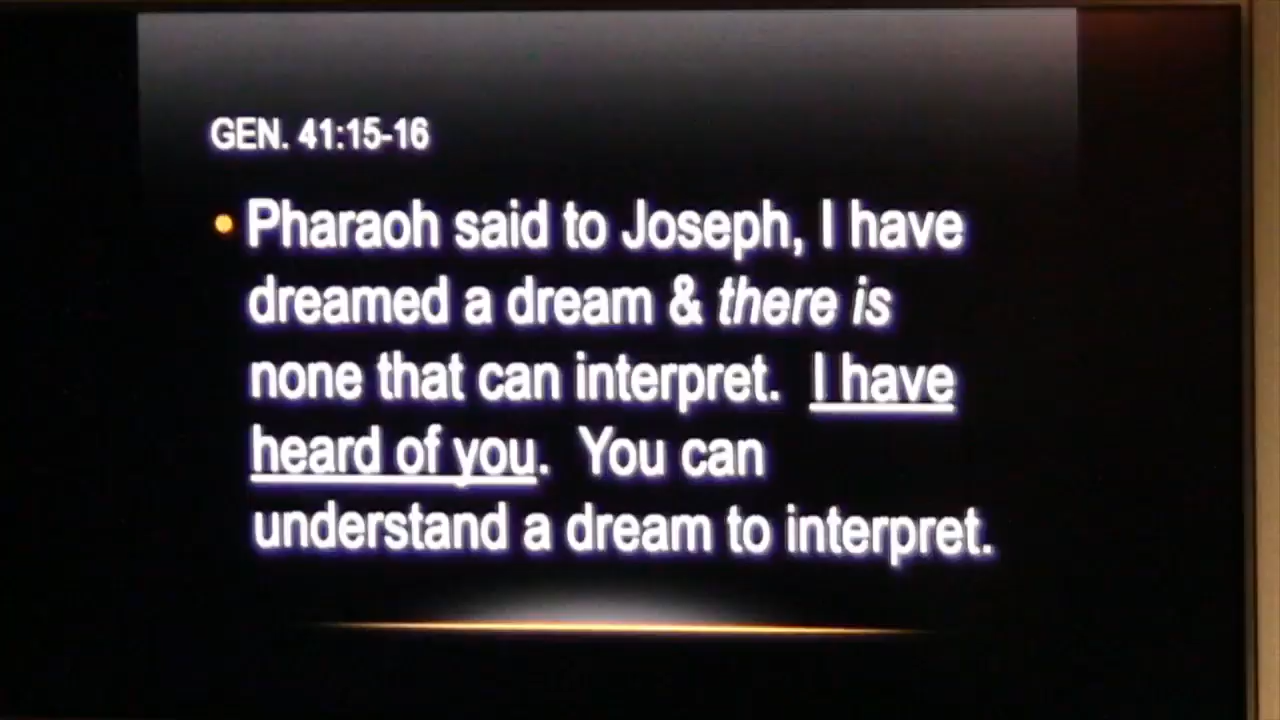 GEN. 41:15-16
• Pharaoh said to Joseph, I have
dreamed a dream & there is
none that can interpret. I have
heard of you. You can
understand a dream to interpret.